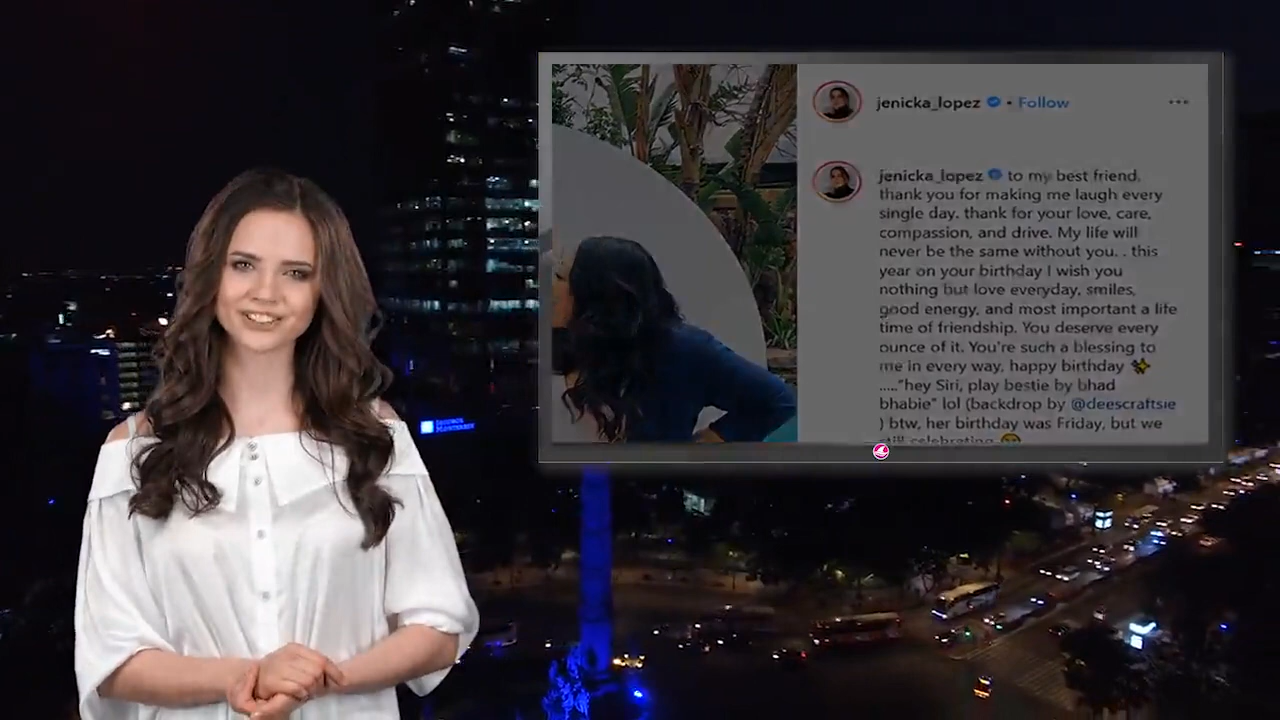 jenicka_lopez • Follow
jenicka_lopez to my best friend,
thank you for making me laugh every
single day. thank for your love, care,
compassion, and drive. My life will
never be the same without you. . this
year on your birthday I wish you
nothing but love everyday, smiles,
good energy, and most important a life
time of friendship. You deserve every
ounce of it. You're such a blessing to
me in every way, happy birthday ✨
....."hey Siri, play bestie by bhad
bhabie" lol (backdrop by @deescraftsie
) btw, her birthday was Friday, but we
still celebrating